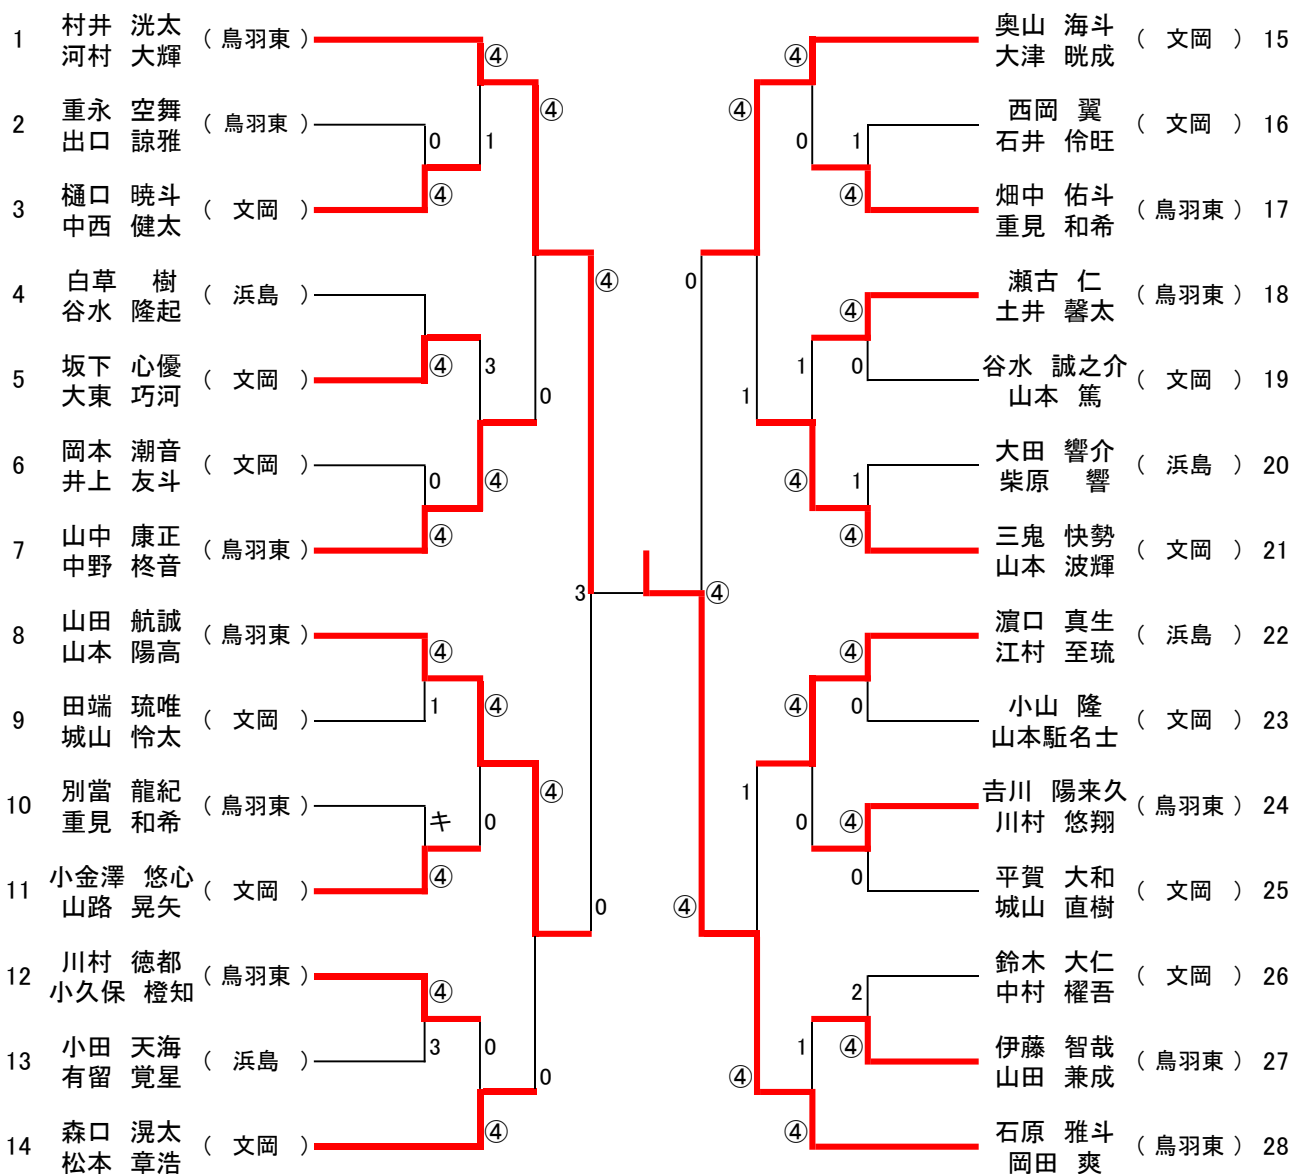 1 村井 洸太 河村 大輝 ( 鳥羽東 )
2 重永 空舞 出口 諒雅 ( 鳥羽東 )
3 樋口 暁斗 中西 健太 ( 文岡 )
4 白草 樹 谷水 隆起 ( 浜島 )
5 坂下 心優 大東 巧河 ( 文岡 )
6 岡本 潮音 井上 友斗 ( 文岡 )
7 山中 康正 中野 柊音 ( 鳥羽東 )
8 山田 航誠 山本 陽高 ( 鳥羽東 )
9 田端 琉唯 城山 怜太 ( 文岡 )
10 別當 龍紀 重見 和希 ( 鳥羽東 )
11 小金澤 悠心 山路 晃矢 ( 文岡 )
12 川村 徳都 小久保 橙知 ( 鳥羽東 )
13 小田 天海 有留 覚星 ( 浜島 )
14 森口 滉太 松本 章浩 ( 文岡 )
④ 1 0 ④
④ 3 0 ④ ④
④ 1 キ ④
④ 0 ④ 3
0 ④
④ 0 ④ 0
④ 0
3 ④
0 ④
④ 1 1 ④
④ 0 1 ④
④ 0 1 ④
1 ④ ④ 0
④ 0 ④ 0
1 ④ 2 ④
奥山 海斗 大津 晄成 ( 文岡 ) 15
西岡 翼 石井 伶旺 ( 文岡 ) 16
畑中 佑斗 重見 和希 ( 鳥羽東 ) 17
瀬古 仁 土井 馨太 ( 鳥羽東 ) 18
谷水 誠之介 山本 篤 ( 文岡 ) 19
大田 響介 柴原 響 ( 浜島 ) 20
三鬼 快勢 山本 波輝 ( 文岡 ) 21
濵口 真生 江村 至琉 ( 浜島 ) 22
小山 隆 山本駈名士 ( 文岡 ) 23
𠮷川 陽来久 川村 悠翔 ( 鳥羽東 ) 24
平賀 大和 城山 直樹 ( 文岡 ) 25
鈴木 大仁 中村 櫂吾 ( 文岡 ) 26
伊藤 智哉 山田 兼成 ( 鳥羽東 ) 27
石原 雅斗 岡田 爽 ( 鳥羽東 ) 28